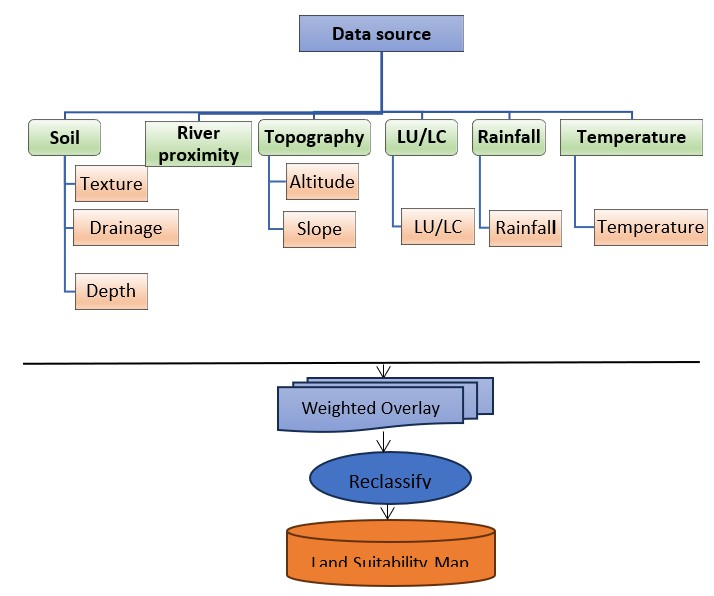 Data source
Soil
River
proximity
Topography
LU/LC
Rainfall
Temperature
Texture
Altitude
Drainage
Slope
LU/LC
Rainfall
Temperature
Depth
Weighted Overlay
Reclassify
Land Suitability Map